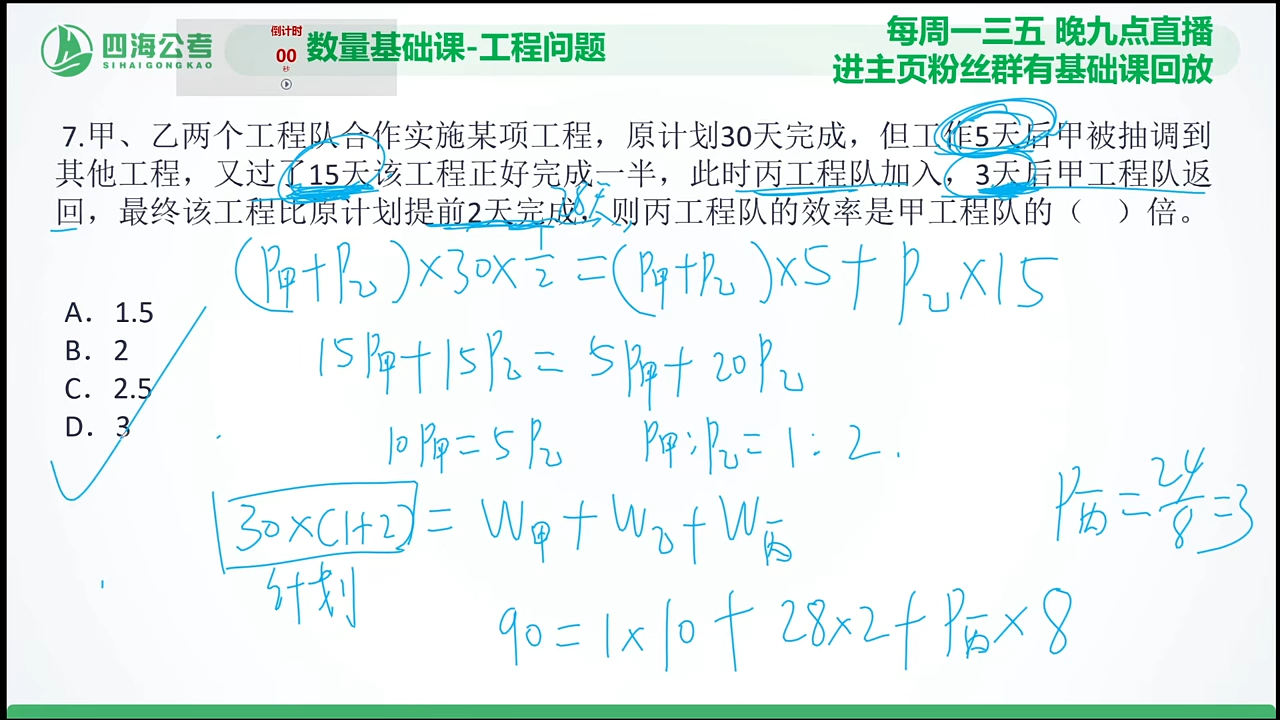 四海公考
SIHAIGONGKAO
倒计时
00
秒
数量基础课-工程问题
每周一三五 晚九点直播
进主页粉丝群有基础课回放
7.甲、乙两个工程队合作实施某项工程，原计划30天完成，但工作5天后甲被抽调到
其他工程，又过了15天该工程正好完成一半，此时丙工程队加入，3天后甲工程队返
回，最终该工程比原计划提前2天完成，则丙工程队的效率是甲工程队的（ ）倍。
28天
(P甲+P乙)×30×1/2=(P甲+P乙)×5+P乙×15
A. 1.5
B. 2
C. 2.5
D. 3
15P甲+15P乙=5P甲+20P乙
10P甲=5P乙 P甲:P乙=1:2.
30×(1+2)=W甲+W乙+W丙
计划
P丙=24/8=3
90=1×10+28×2+P丙×8